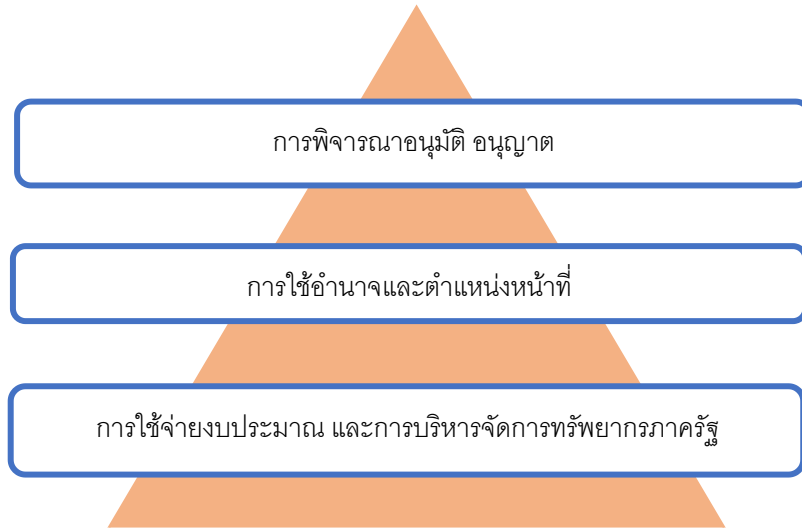 การพิจารณาอนุมัติ อนุญาต
การใช้อำนาจและตำแหน่งหน้าที่
การใช้จ่ายงบประมาณ และการบริหารจัดการทรัพยากรภาครัฐ